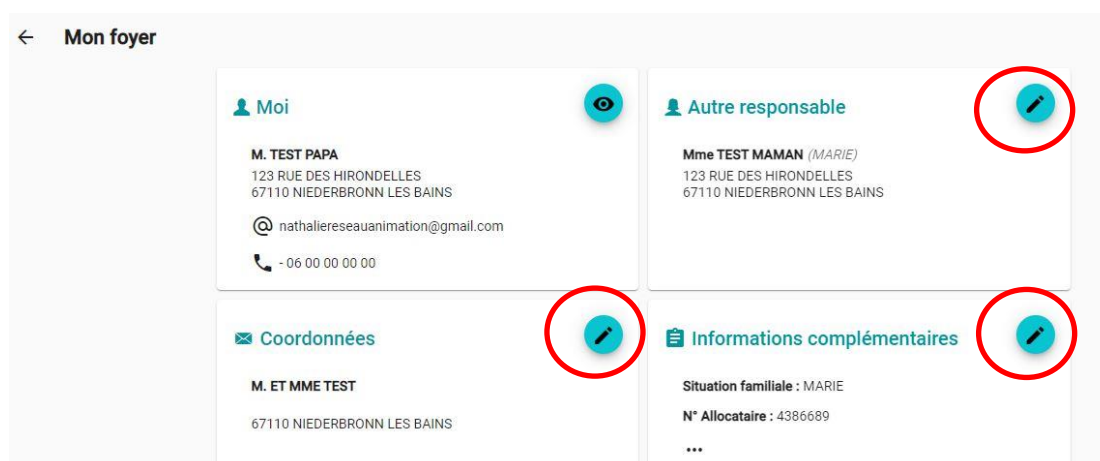 Mon foyer
Moi
M. TEST PAPA
123 RUE DES HIRONDELLES
67110 NIEDERBRONN LES BAINS
nathaliereseauanimation@gmail.com
- 06 00 00 00 00
Autre responsable
Mme TEST MAMAN (MARIE)
123 RUE DES HIRONDELLES
67110 NIEDERBRONN LES BAINS
Coordonnées
M. ET MME TEST
67110 NIEDERBRONN LES BAINS
Informations complémentaires
Situation familiale : MARIE
N° Allocataire : 4386689
...